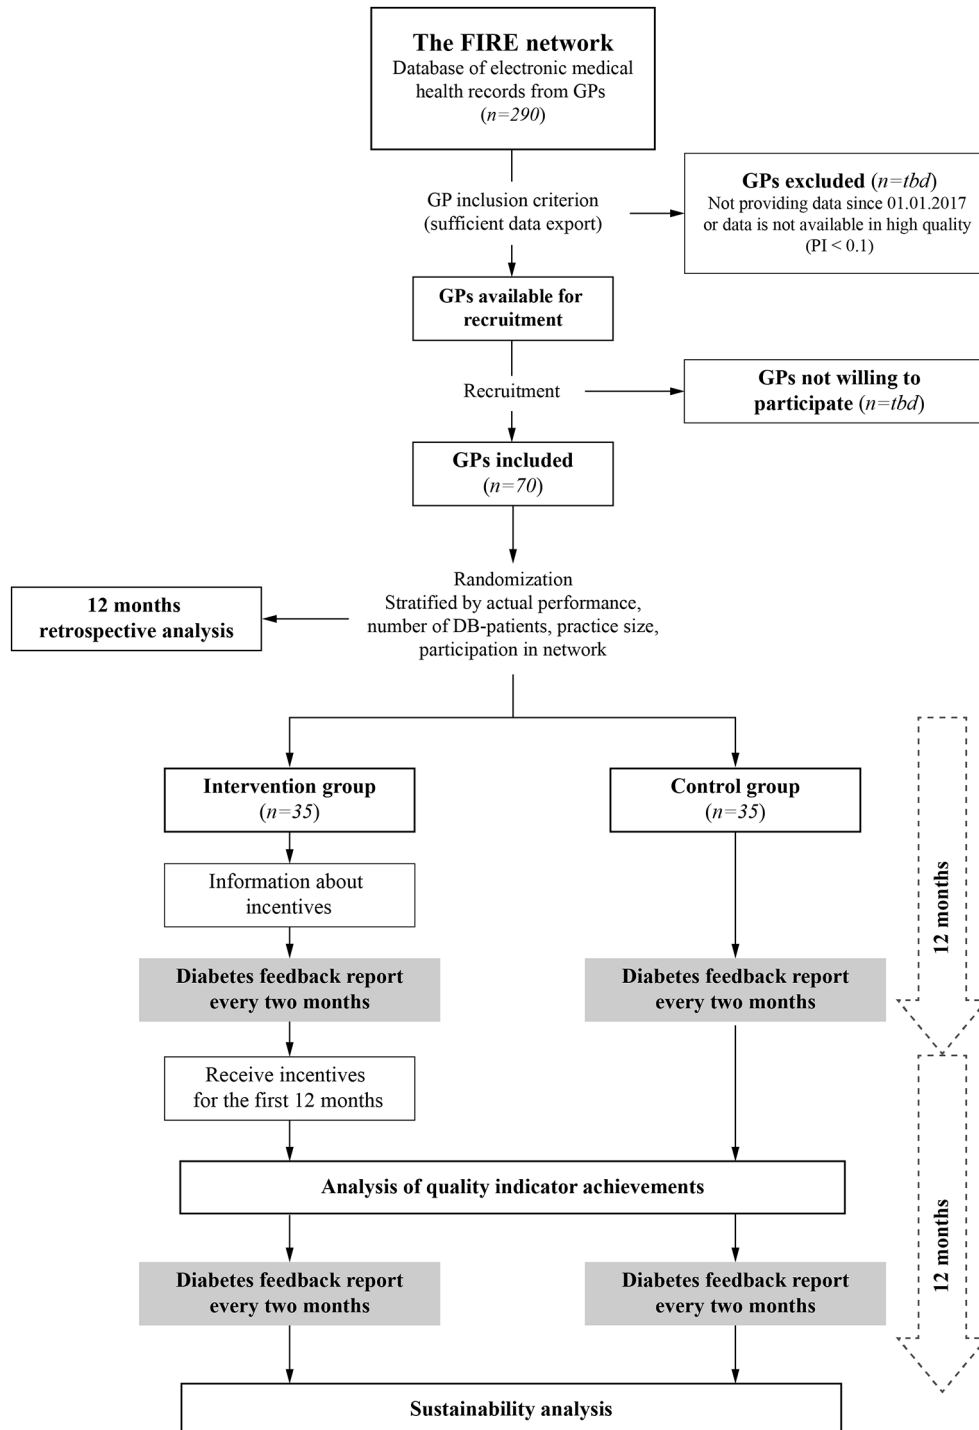 The FIRE network
Database of electronic medical
health records from GPs
(n=290)
GP inclusion criterion
(sufficient data export)
GPs excluded (n=tbd)
Not providing data since 01.01.2017
or data is not available in high quality
(PI < 0.1)
GPs available for
recruitment
Recruitment
GPs not willing to
participate (n=tbd)
GPs included
(n=70)
Randomization
Stratified by actual performance,
number of DB-patients, practice size,
participation in network
12 months
retrospective analysis
Intervention group
(n=35)
Control group
(n=35)
Information about
incentives
12 months
Diabetes feedback report
every two months
Diabetes feedback report
every two months
Receive incentives
for the first 12 months
Analysis of quality indicator achievements
12 months
Diabetes feedback report
every two months
Diabetes feedback report
every two months
Sustainability analysis